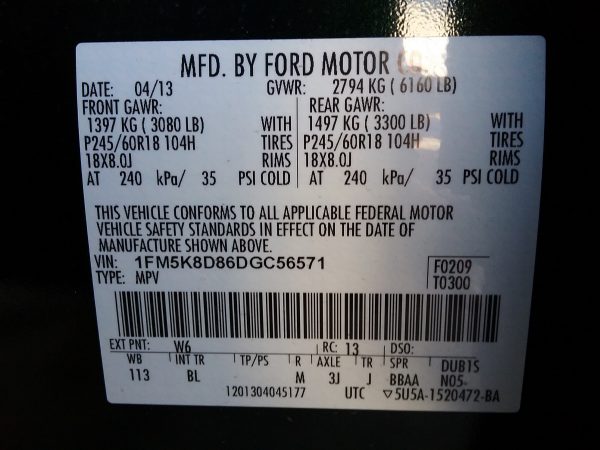 MFD. BY FORD MOTOR CO.
DATE: 04/13 GVWR: 2794 KG ( 6160 LB)
FRONT GAWR: REAR GAWR:
1397 KG ( 3080 LB) WITH 1497 KG ( 3300 LB) WITH
P245/60R18 104H TIRES P245/60R18 104H TIRES
18X8.0J RIMS 18X8.0J RIMS
AT 240 kPa/ 35 PSI COLD AT 240 kPa/ 35 PSI COLD
THIS VEHICLE CONFORMS TO ALL APPLICABLE FEDERAL MOTOR
VEHICLE SAFETY STANDARDS IN EFFECT ON THE DATE OF
MANUFACTURE SHOWN ABOVE.
VIN: 1FM5K8D86DGC56571 F0209
TYPE: MPV T0300
EXT PNT: W6 RC: 13 DSO:
WB INT TR TP/PS R AXLE TR SPR DUB1S
113 BL M 3J J BBAA N05-
1201304045177 UTC ▽5U5A-1520472-BA